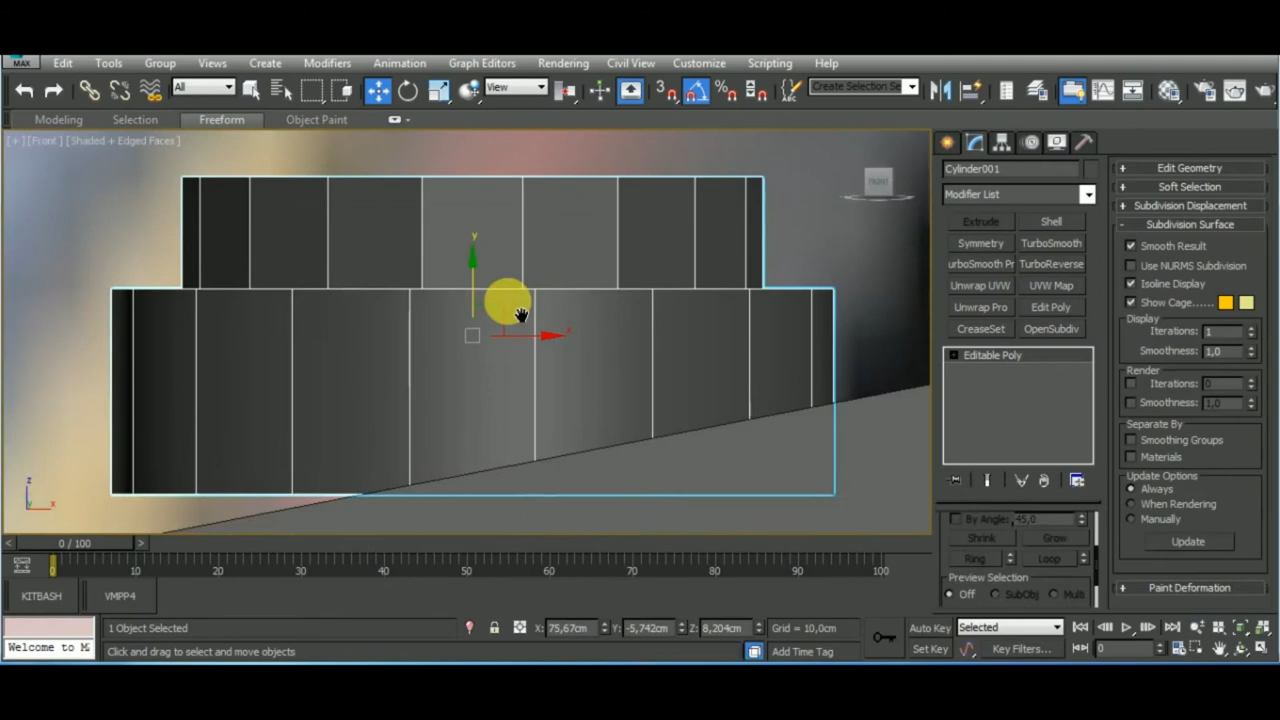 MAX Edit Tools Group Views Create Modifiers Animation Graph Editors Rendering Civil View Customize Scripting Help
All View 3 % ABC Create Selection Se
Modeling Selection Freeform Object Paint
[+] [Front] [Shaded + Edged Faces]
FRONT
y
x
z
x
Cylinder001
Modifier List
Extrude Shell
Symmetry TurboSmooth
TurboSmooth Pr TurboReverse
Unwrap UVW UVW Map
Unwrap Pro Edit Poly
CreaseSet OpenSubdiv
Editable Poly
By Angle: 45,0
Shrink Grow
Ring Loop
Preview Selection
Off SubObj Multi
+ Edit Geometry
+ Soft Selection
+ Subdivision Displacement
- Subdivision Surface
Smooth Result
Use NURMS Subdivision
Isoline Display
Show Cage......
Display
Iterations: 1
Smoothness: 1,0
Render
Iterations: 0
Smoothness: 1,0
Separate By
Smoothing Groups
Materials
Update Options
Always
When Rendering
Manually
Update
+ Paint Deformation
< 0 / 100 >
0 10 20 30 40 50 60 70 80 90 100
KITBASH VMPP4
1 Object Selected X: 75,67cm Y: -5,742cm Z: 8,204cm Grid = 10,0cm Auto Key Selected
Welcome to M Click and drag to select and move objects Add Time Tag Set Key Key Filters... 0